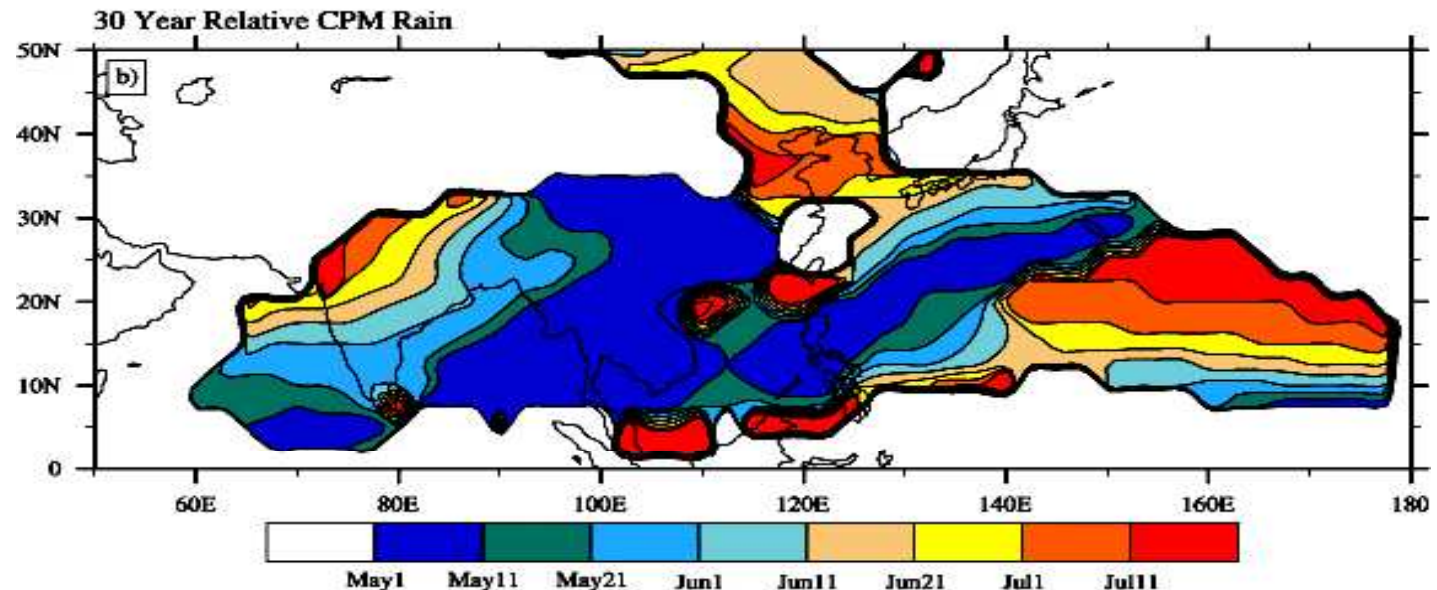 30 Year Relative CPM Rain
50N
b)
40N
30N
20N
10N
0
60E 80E 100E 120E 140E 160E 180
May1 May11 May21 Jun1 Jun11 Jun21 Jul1 Jul11